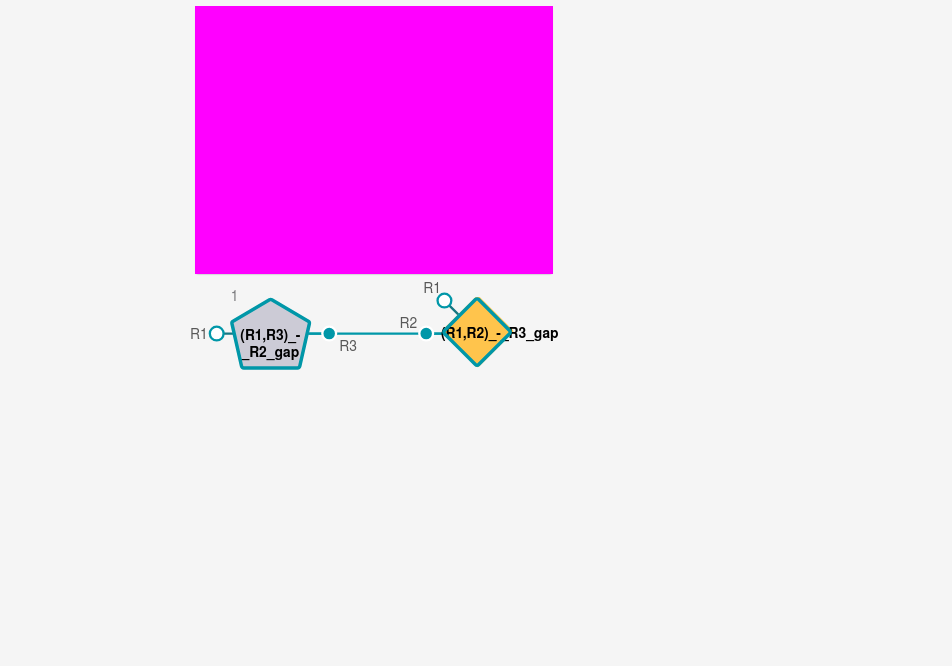 R1
1
R1
(R1,R3)_-
_R2_gap
R3
R2
(R1,R2)_-_R3_gap